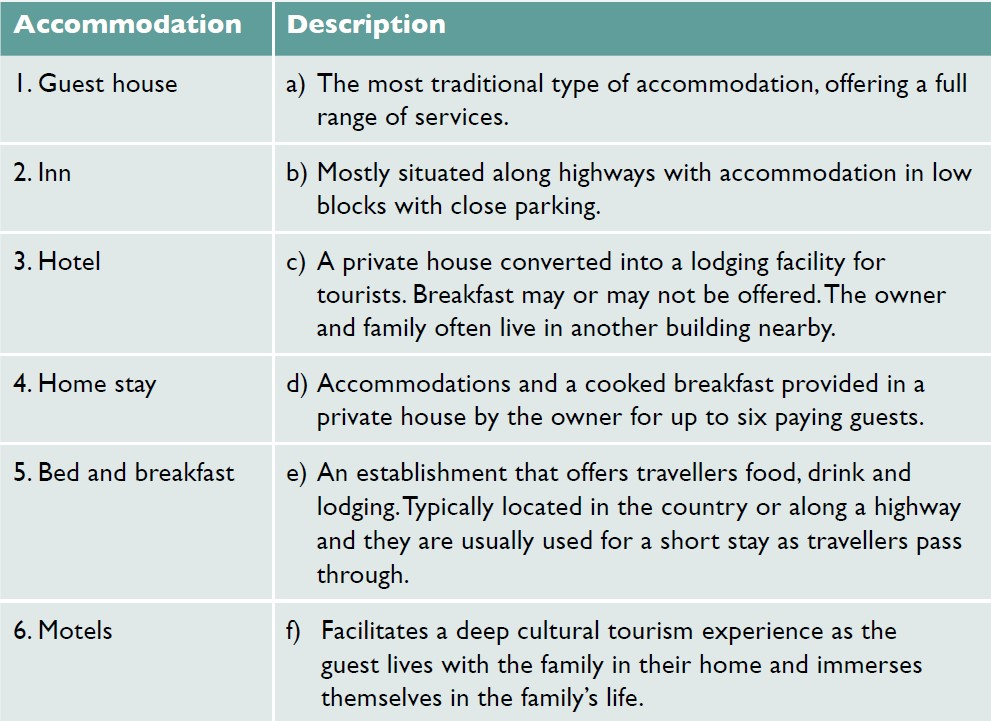 Accommodation Description
1. Guest house a) The most traditional type of accommodation, offering a full
range of services.
2. Inn b) Mostly situated along highways with accommodation in low
blocks with close parking.
3. Hotel c) A private house converted into a lodging facility for
tourists. Breakfast may or may not be offered. The owner
and family often live in another building nearby.
4. Home stay d) Accommodations and a cooked breakfast provided in a
private house by the owner for up to six paying guests.
5. Bed and breakfast e) An establishment that offers travellers food, drink and
lodging. Typically located in the country or along a highway
and they are usually used for a short stay as travellers pass
through.
6. Motels f) Facilitates a deep cultural tourism experience as the
guest lives with the family in their home and immerses
themselves in the family’s life.